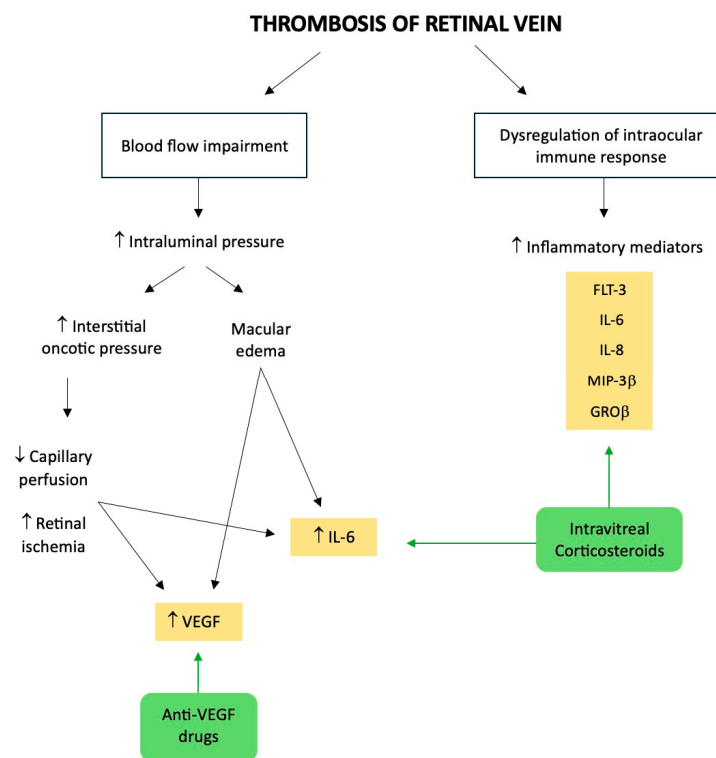 THROMBOSIS OF RETINAL VEIN
Blood flow impairment
Dysregulation of intraocular
immune response
↑ Intraluminal pressure
↑ Inflammatory mediators
FLT-3
IL-6
IL-8
MIP-3β
GROβ
↑ Interstitial
oncotic pressure
Macular
edema
↓ Capillary
perfusion
↑ Retinal
ischemia
↑ IL-6
Intravitreal
Corticosteroids
↑ VEGF
Anti-VEGF
drugs